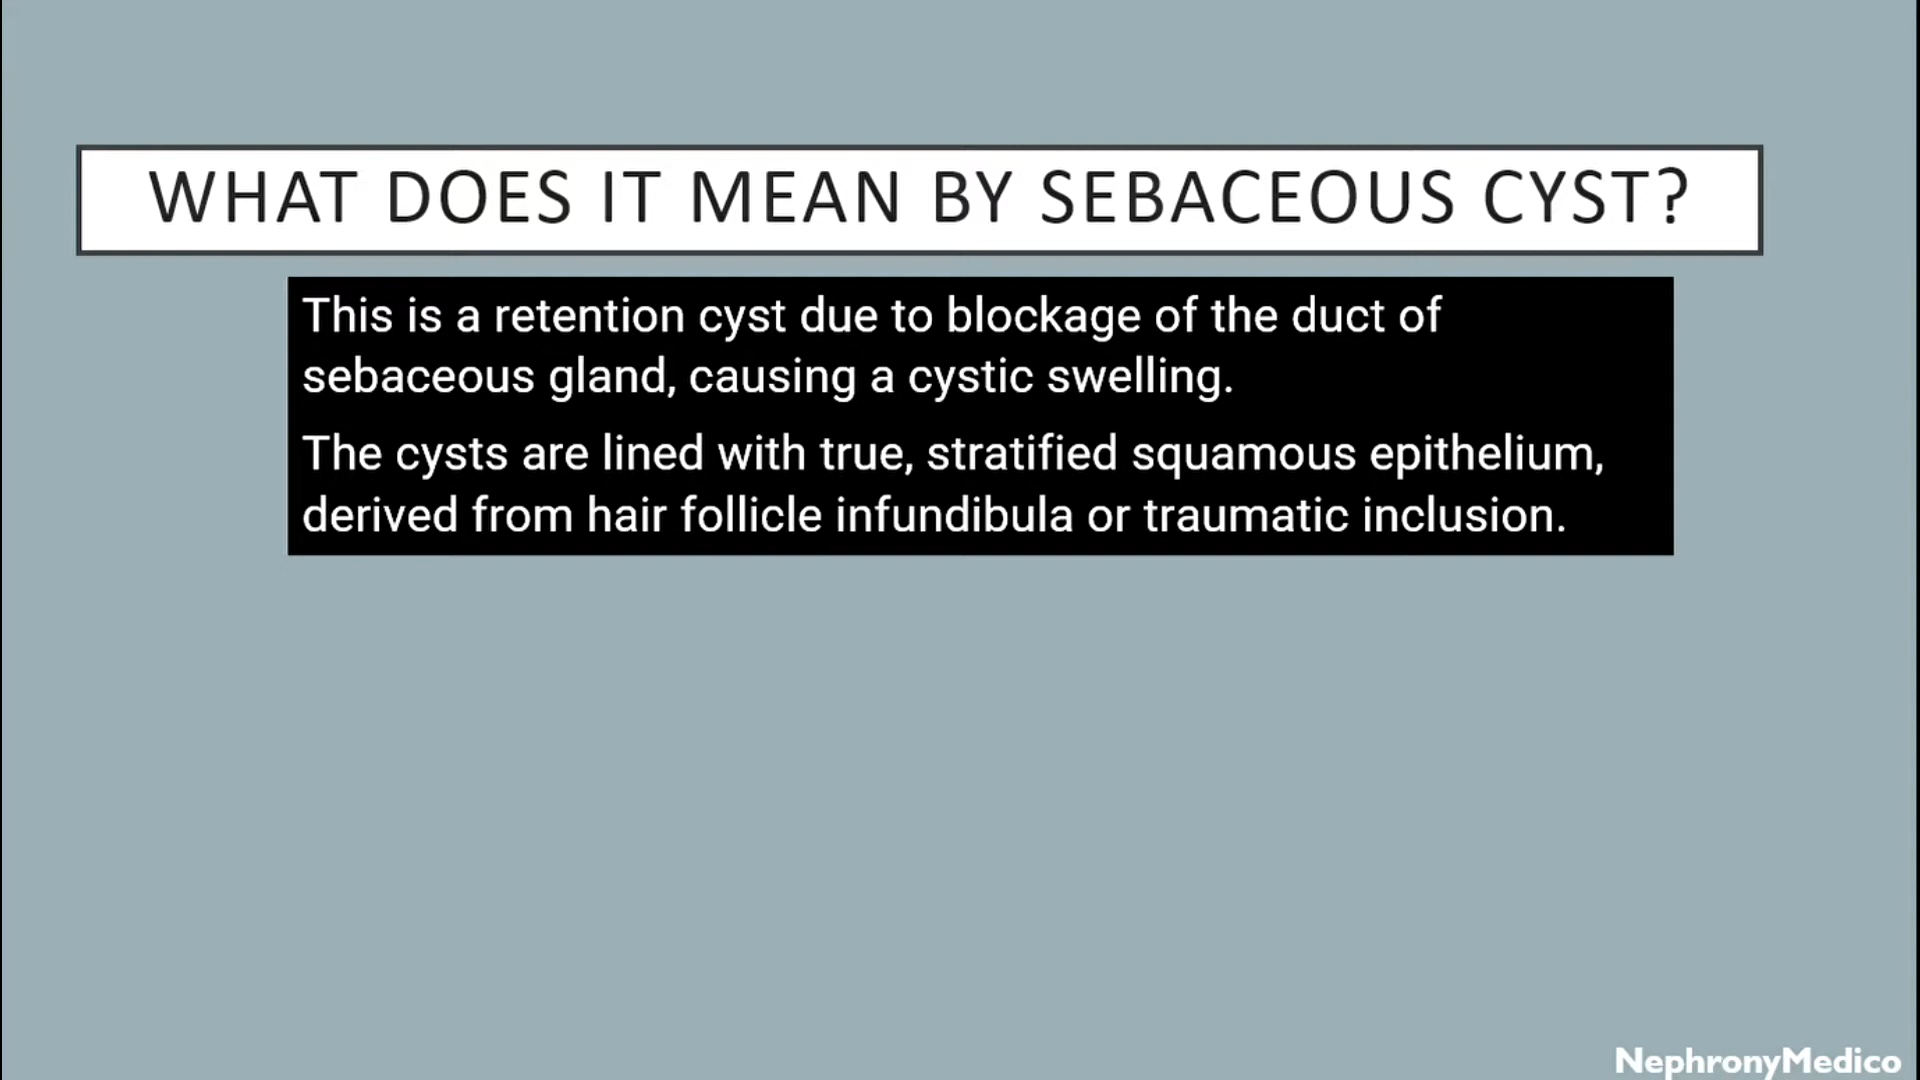 WHAT DOES IT MEAN BY SEBACEOUS CYST?
This is a retention cyst due to blockage of the duct of
sebaceous gland, causing a cystic swelling.
The cysts are lined with true, stratified squamous epithelium,
derived from hair follicle infundibula or traumatic inclusion.
NephronyMedico